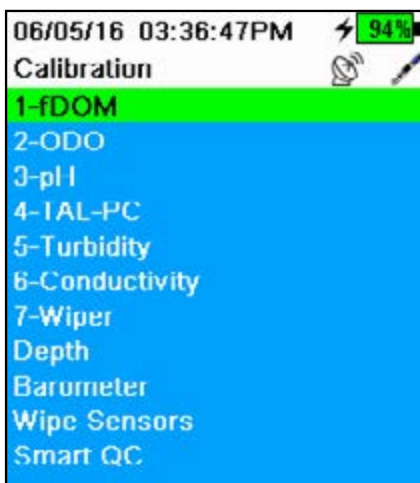 06/05/16 03:36:47PM 94%
Calibration
1-fDOM
2-ODO
3-pH
4-TAL-PC
5-Turbidity
6-Conductivity
7-Wiper
Depth
Barometer
Wipe Sensors
Smart QC